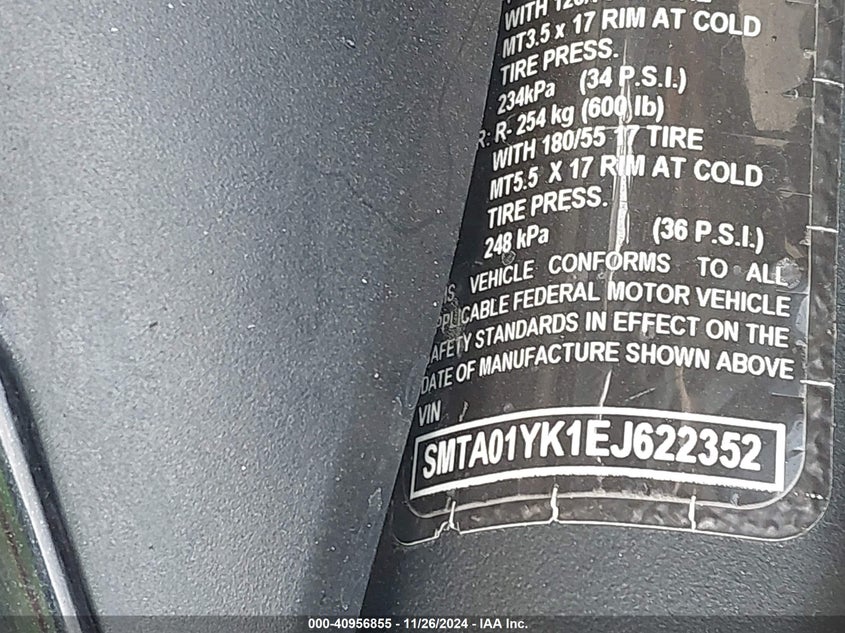 WITH
MT3.5 x 17 RIM AT COLD
TIRE PRESS.
234kPa (34 P.S.I.)
R: R- 254 kg (600 lb)
WITH 180/55 17 TIRE
MT5.5 X 17 RIM AT COLD
TIRE PRESS.
248 kPa (36 P.S.I.)
VEHICLE CONFORMS TO ALL
FEDERAL MOTOR VEHICLE
STANDARDS IN EFFECT ON THE
DATE OF MANUFACTURE SHOWN ABOVE
VIN
SMTA01YK1EJ622352
000-40956855 - 11/26/2024 - IAA Inc.